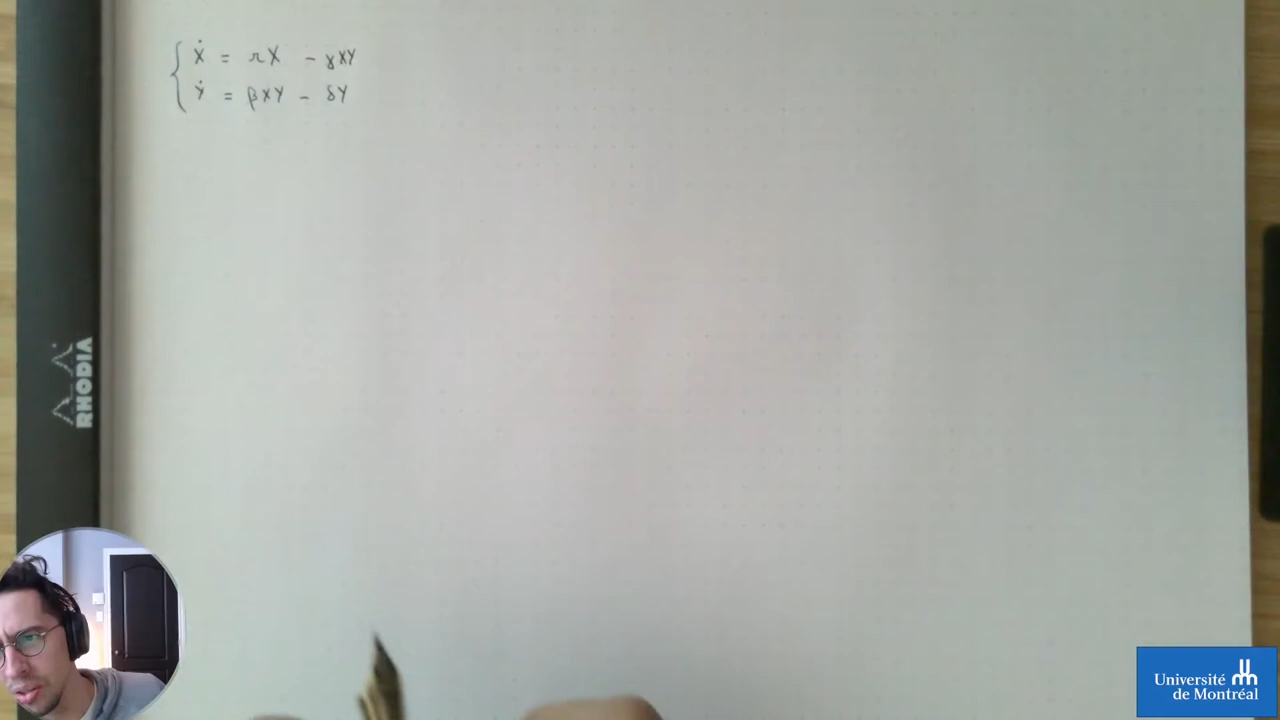 Ẋ = rX - γXY
Ẏ = βXY - δY
RHODIA
Université
de Montréal